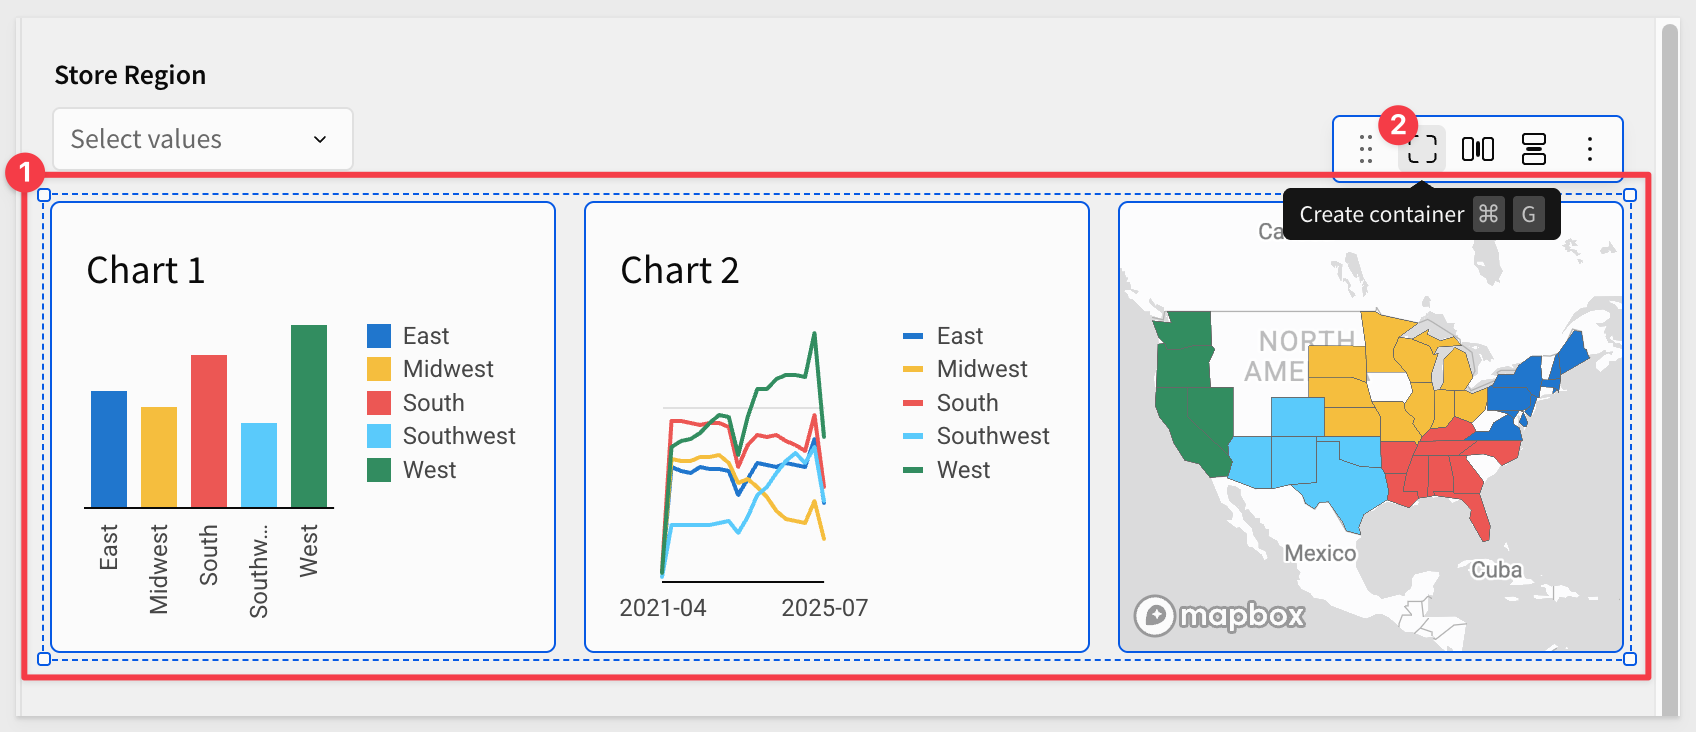 Store Region
Select values
1
2
Create container ⌘ G
Chart 1
East
Midwest
South
Southwest
West
East
Midwest
South
Southw...
West
Chart 2
East
Midwest
South
Southwest
West
2021-04
2025-07
Ca
NORTH
AME
Mexico
Cuba
mapbox